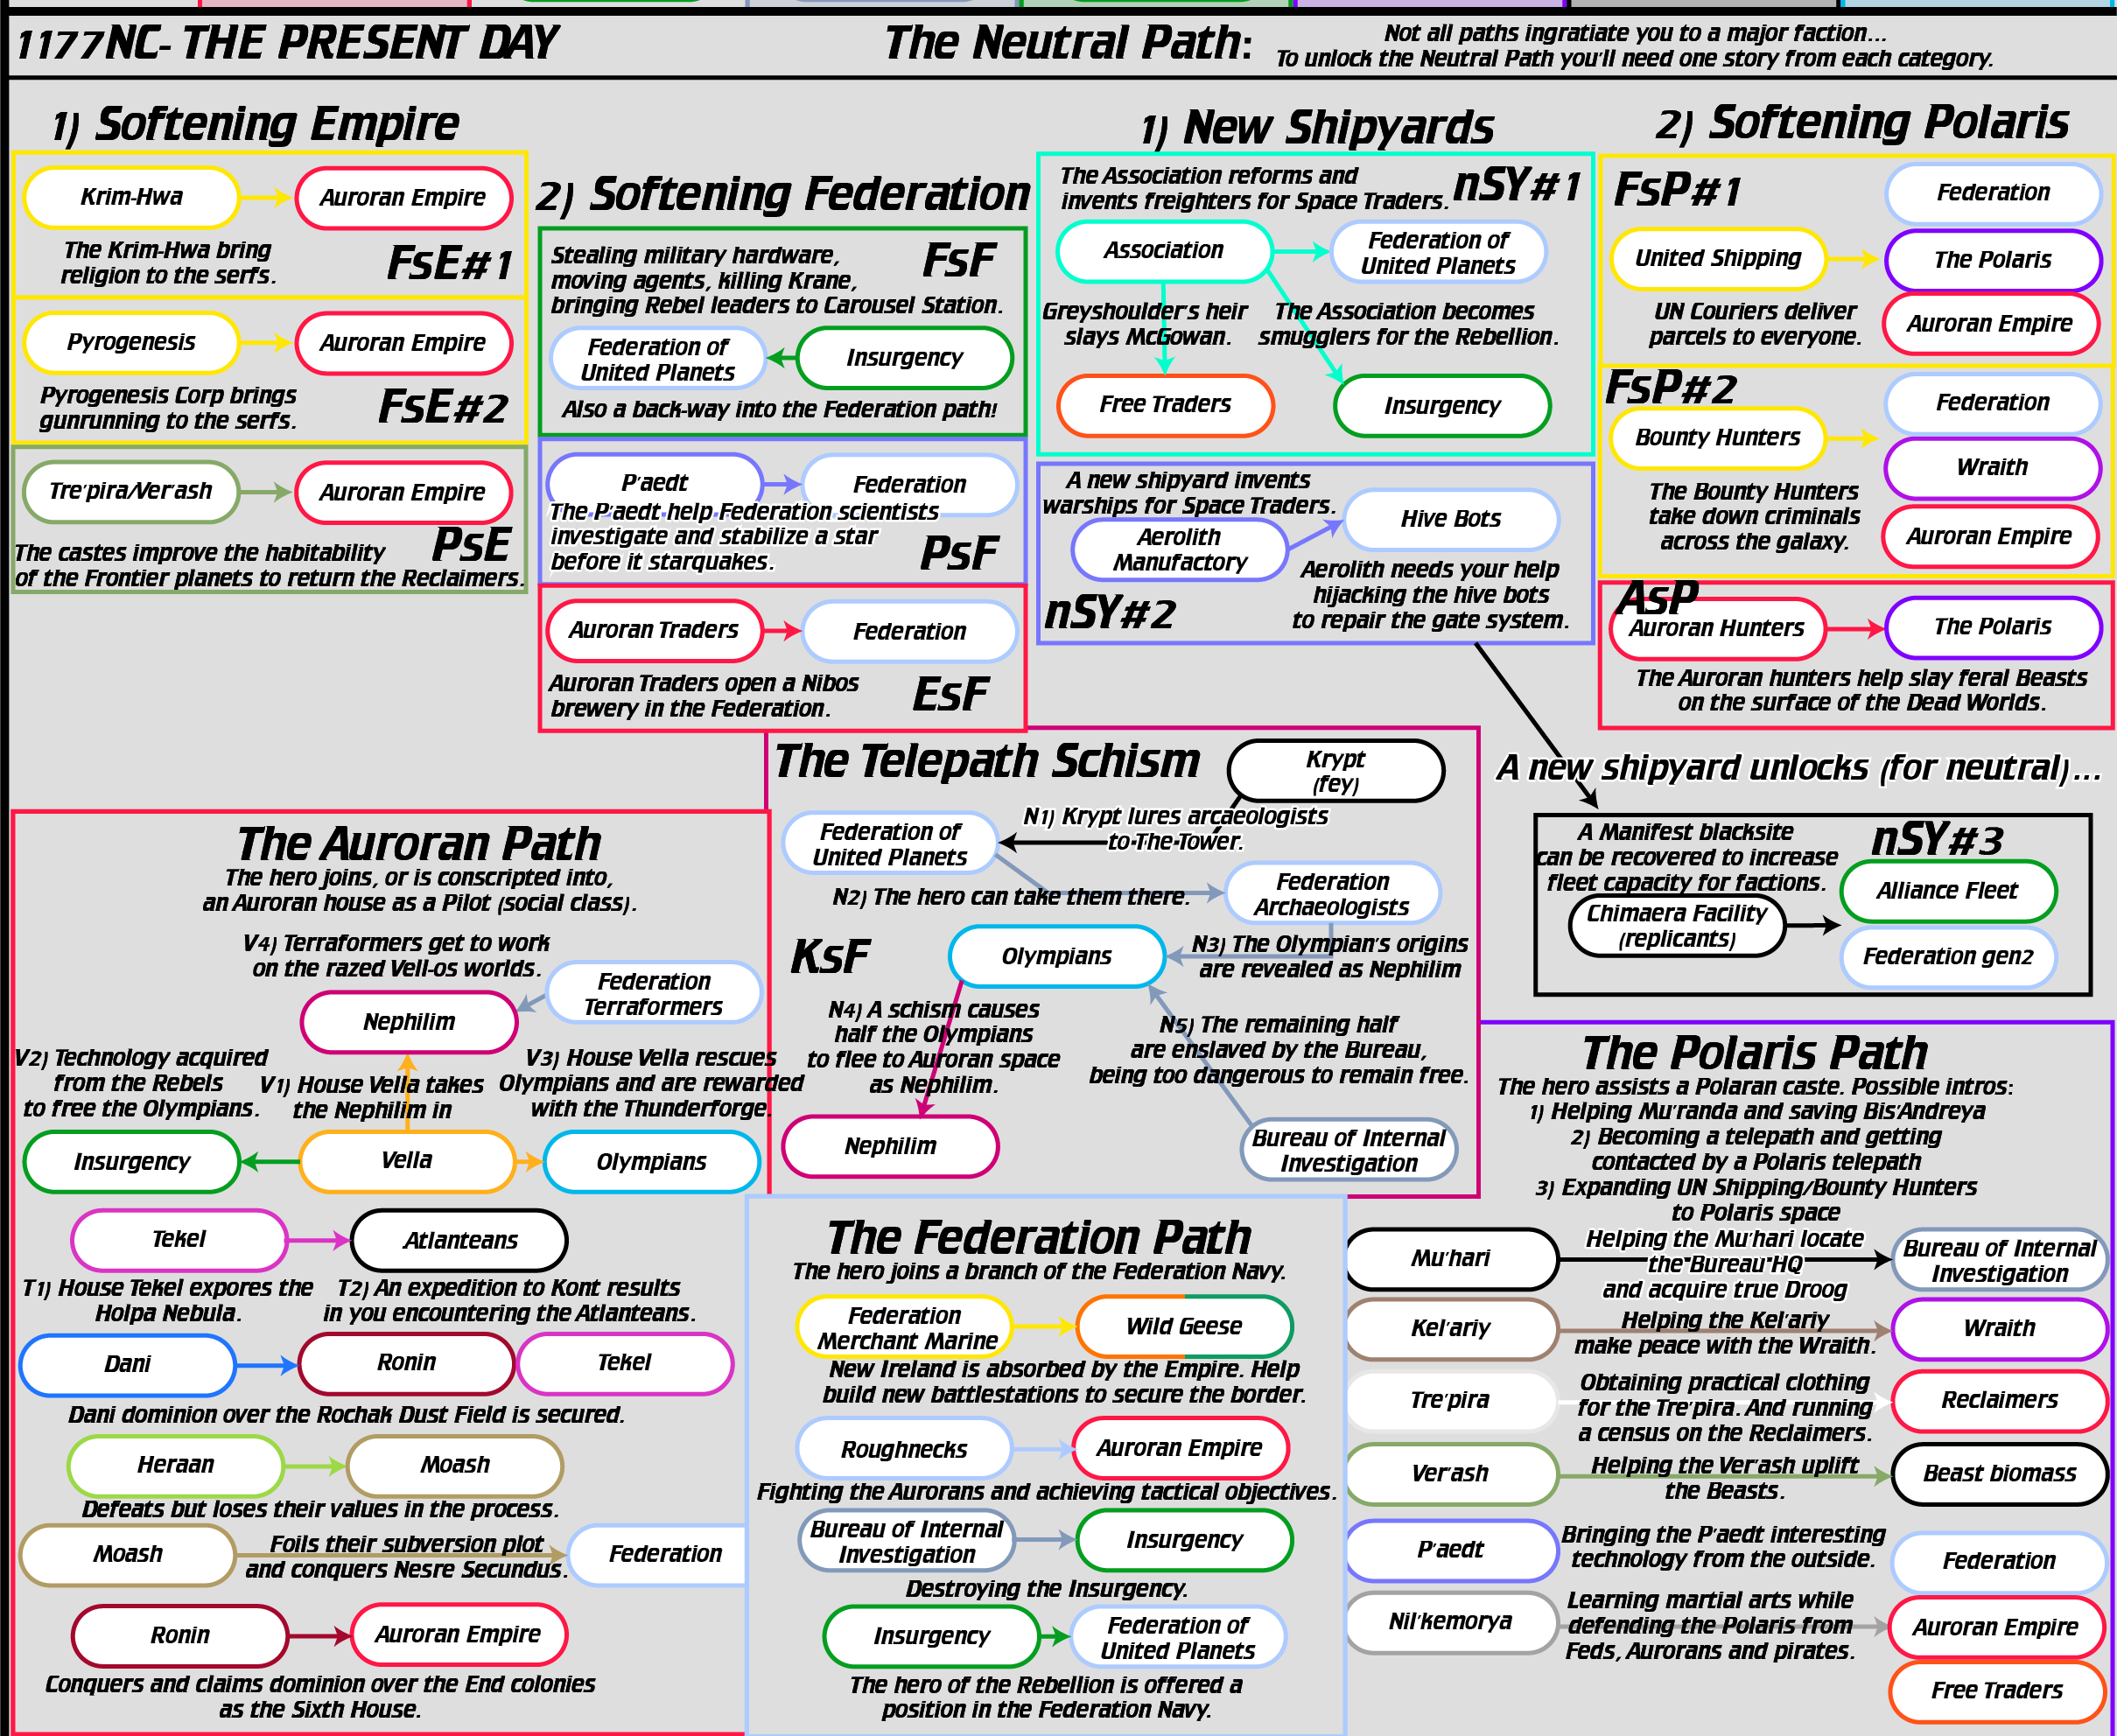 1177NC- THE PRESENT DAY
The Neutral Path:
Not all paths ingratiate you to a major faction...
To unlock the Neutral Path you'll need one story from each category.
1) Softening Empire
Krim-Hwa
Auroran Empire
The Krim-Hwa bring
religion to the serfs.
FsE#1
Pyrogenesis
Auroran Empire
Pyrogenesis Corp brings
gunrunning to the serfs.
FsE#2
Tre'pira/Ver'ash
Auroran Empire
PsE
The castes improve the habitability
of the Frontier planets to return the Reclaimers.
2) Softening Federation
Stealing military hardware,
moving agents, killing Krane,
bringing Rebel leaders to Carousel Station.
FsF
Federation of
United Planets
Insurgency
Also a back-way into the Federation path!
P'aedt
Federation
The P'aedt help Federation scientists
investigate and stabilize a star
before it starquakes.
PsF
Auroran Traders
Federation
Auroran Traders open a Nibos
brewery in the Federation.
EsF
1) New Shipyards
The Association reforms and
invents freighters for Space Traders.
nSY#1
Association
Federation of
United Planets
Greyshoulder's heir
slays McGowan.
The Association becomes
smugglers for the Rebellion.
Free Traders
Insurgency
A new shipyard invents
warships for Space Traders.
Hive Bots
Aerolith
Manufactory
Aerolith needs your help
hijacking the hive bots
to repair the gate system.
nSY#2
2) Softening Polaris
FsP#1
Federation
United Shipping
The Polaris
UN Couriers deliver
parcels to everyone.
Auroran Empire
FsP#2
Federation
Bounty Hunters
Wraith
The Bounty Hunters
take down criminals
across the galaxy.
Auroran Empire
AsP
Auroran Hunters
The Polaris
The Auroran hunters help slay feral Beasts
on the surface of the Dead Worlds.
A new shipyard unlocks (for neutral)...
A Manifest blacksite
can be recovered to increase
fleet capacity for factions.
nSY#3
Alliance Fleet
Chimaera Facility
(replicants)
Federation gen2
The Telepath Schism
Krypt
(fey)
N1) Krypt lures arcaeologists
to The Tower.
Federation of
United Planets
N2) The hero can take them there.
Federation
Archaeologists
KsF
Olympians
N3) The Olympian's origins
are revealed as Nephilim
N4) A schism causes
half the Olympians
to flee to Auroran space
as Nephilim.
N5) The remaining half
are enslaved by the Bureau,
being too dangerous to remain free.
Nephilim
Bureau of Internal
Investigation
The Auroran Path
The hero joins, or is conscripted into,
an Auroran house as a Pilot (social class).
V4) Terraformers get to work
on the razed Vell-os worlds.
Federation
Terraformers
Nephilim
V2) Technology acquired
from the Rebels
to free the Olympians.
V1) House Vella takes
the Nephilim in
V3) House Vella rescues
Olympians and are rewarded
with the Thunderforge.
Insurgency
Vella
Olympians
Tekel
Atlanteans
T1) House Tekel expores the
Holpa Nebula.
T2) An expedition to Kont results
in you encountering the Atlanteans.
Dani
Ronin
Tekel
Dani dominion over the Rochak Dust Field is secured.
Heraan
Moash
Defeats but loses their values in the process.
Moash
Foils their subversion plot
and conquers Nesre Secundus.
Federation
Ronin
Auroran Empire
Conquers and claims dominion over the End colonies
as the Sixth House.
The Federation Path
The hero joins a branch of the Federation Navy.
Federation
Merchant Marine
Wild Geese
New Ireland is absorbed by the Empire. Help
build new battlestations to secure the border.
Roughnecks
Auroran Empire
Fighting the Aurorans and achieving tactical objectives.
Bureau of Internal
Investigation
Insurgency
Destroying the Insurgency.
Insurgency
Federation of
United Planets
The hero of the Rebellion is offered a
position in the Federation Navy.
The Polaris Path
The hero assists a Polaran caste. Possible intros:
1) Helping Mu'randa and saving Bis'Andreya
2) Becoming a telepath and getting
contacted by a Polaris telepath
3) Expanding UN Shipping/Bounty Hunters
to Polaris space
Mu'hari
Helping the Mu'hari locate
the Bureau HQ
and acquire true Droog
Bureau of Internal
Investigation
Kel'ariy
Helping the Kel'ariy
make peace with the Wraith.
Wraith
Tre'pira
Obtaining practical clothing
for the Tre'pira. And running
a census on the Reclaimers.
Reclaimers
Ver'ash
Helping the Ver'ash uplift
the Beasts.
Beast biomass
P'aedt
Bringing the P'aedt interesting
technology from the outside.
Federation
Nil'kemorya
Learning martial arts while
defending the Polaris from
Feds, Aurorans and pirates.
Auroran Empire
Free Traders